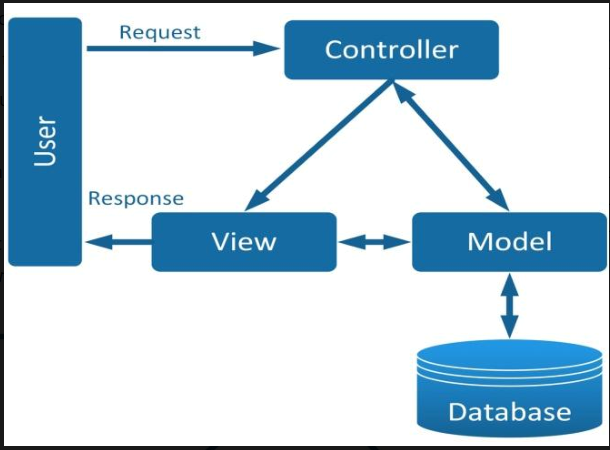 Request
Controller
User
Response
View
Model
Database